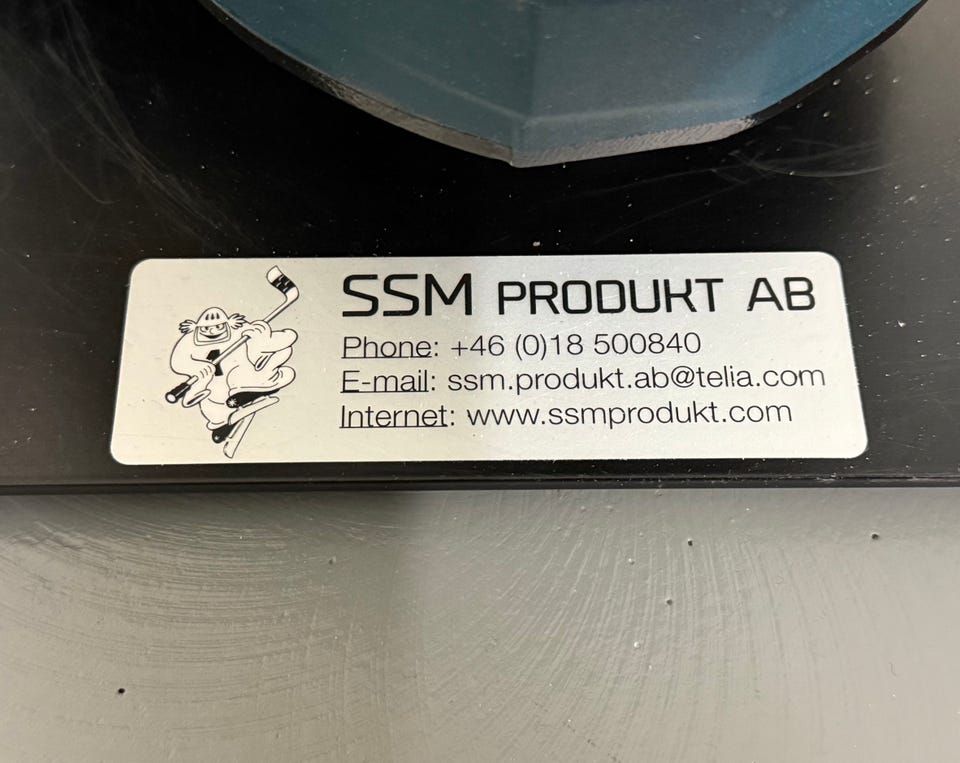 SSM PRODUKT AB
Phone: +46 (0)18 500840
E-mail: ssm.produkt.ab@telia.com
Internet: www.ssmprodukt.com